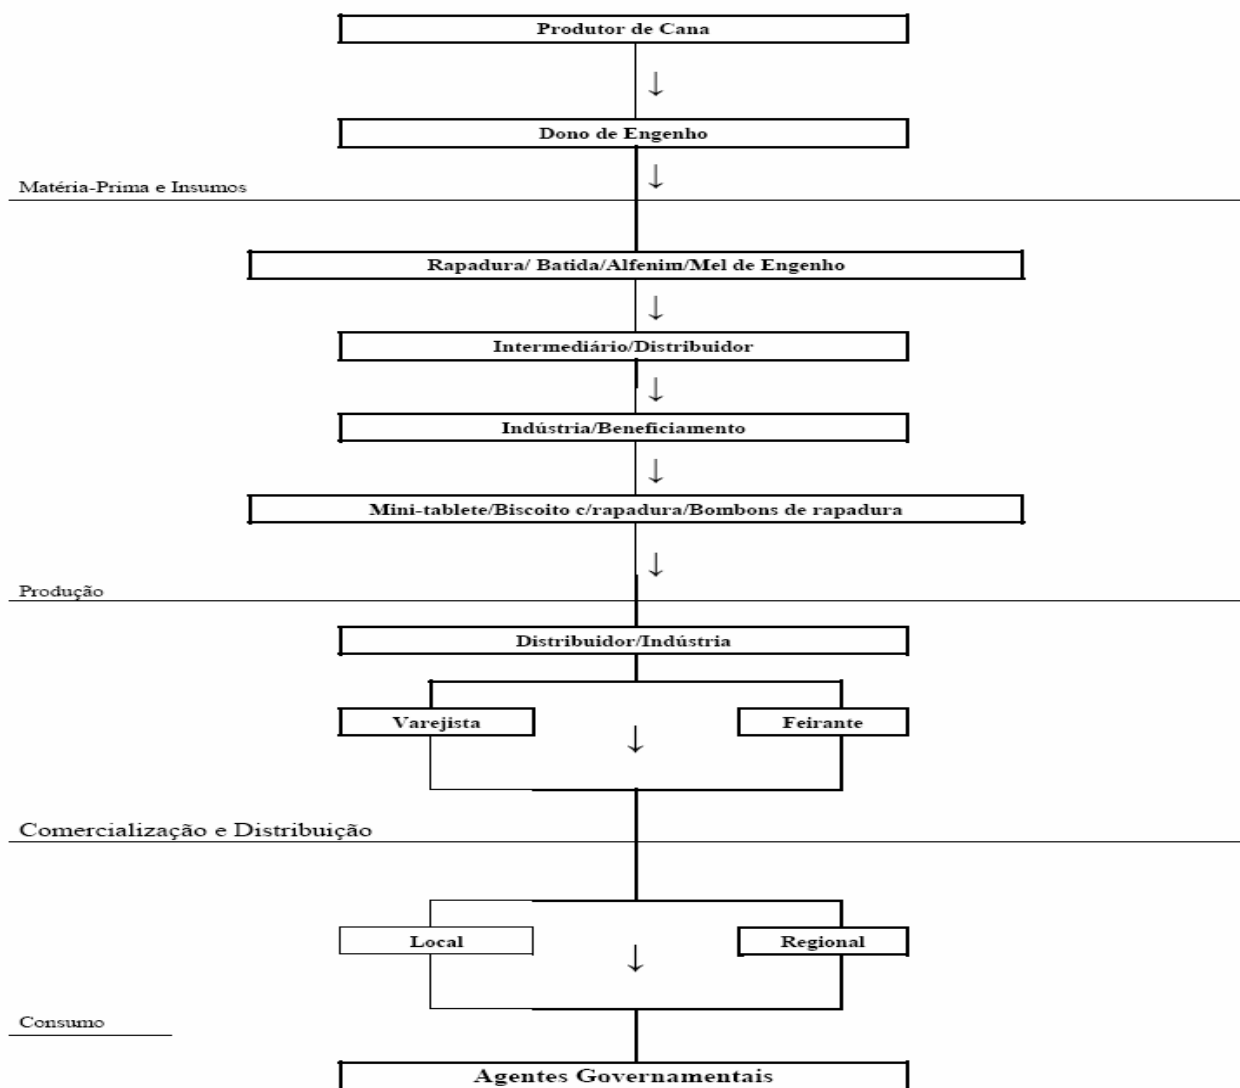 Produtor de Cana
↓
Dono de Engenho
↓
Matéria-Prima e Insumos
Rapadura/ Batida/Alfenim/Mel de Engenho
↓
Intermediário/Distribuidor
↓
Indústria/Beneficiamento
↓
Mini-tablete/Biscoito c/rapadura/Bombons de rapadura
↓
Produção
Distribuidor/Indústria
Varejista
Feirante
↓
Comercialização e Distribuição
Local
Regional
↓
Consumo
Agentes Governamentais